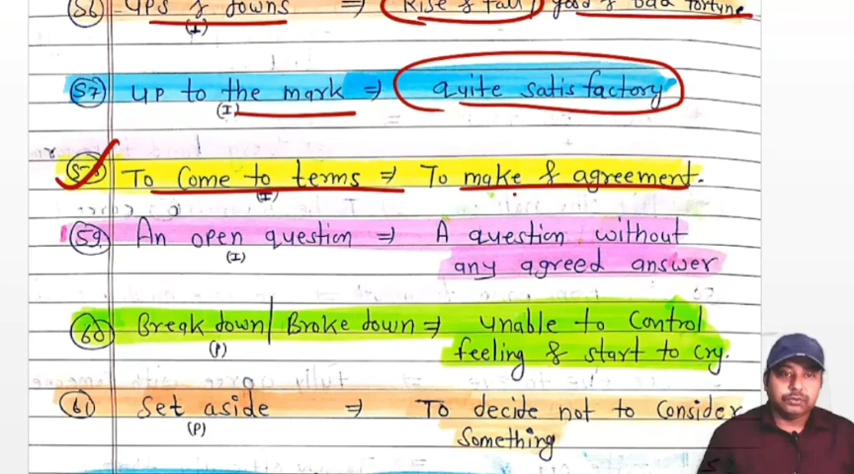 56 Ups & downs ⇒ Rise & fall, good & bad fortune
(I)
57 up to the mark ⇒ quite satisfactory
(I)
58 To Come to terms ⇒ To make & agreement.
(I)
59 An open question ⇒ A question without
(I)
any agreed answer
60 Break down/ Broke down ⇒ unable to control
(P)
feeling & start to cry.
61 Set aside ⇒ To decide not to Consider
(P)
Something